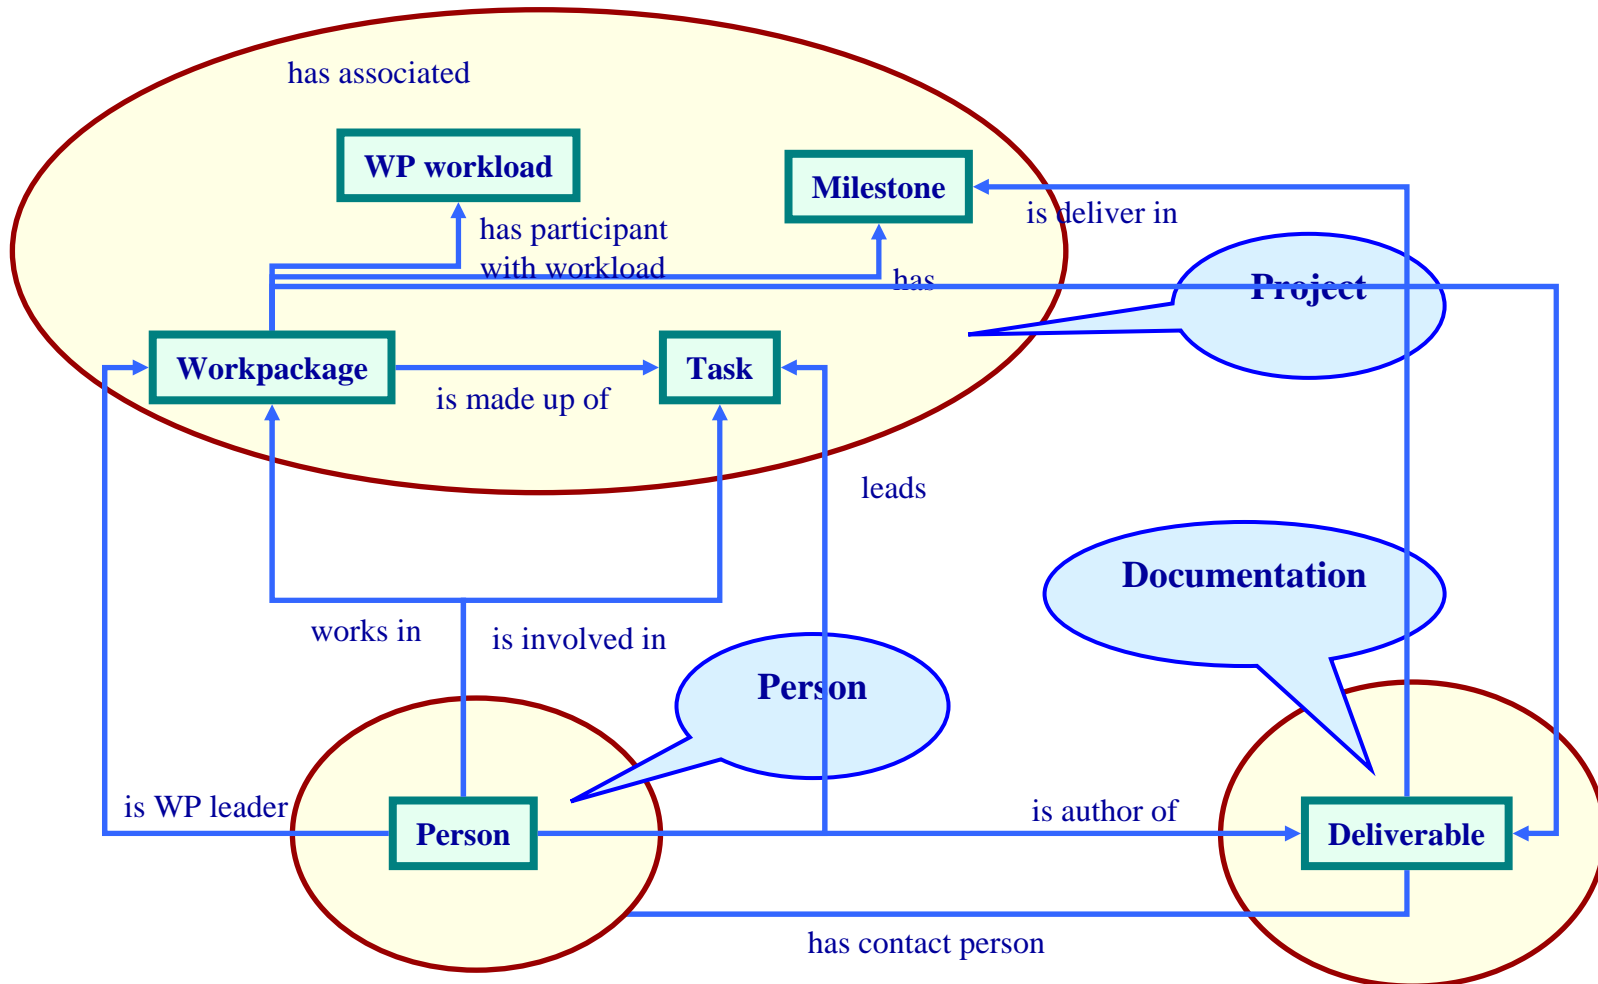 has associated
WP workload
Milestone
is deliver in
has participant
with workload
has
Project
Workpackage
Task
is made up of
leads
Documentation
works in
is involved in
Person
is WP leader
Person
is author of
Deliverable
has contact person